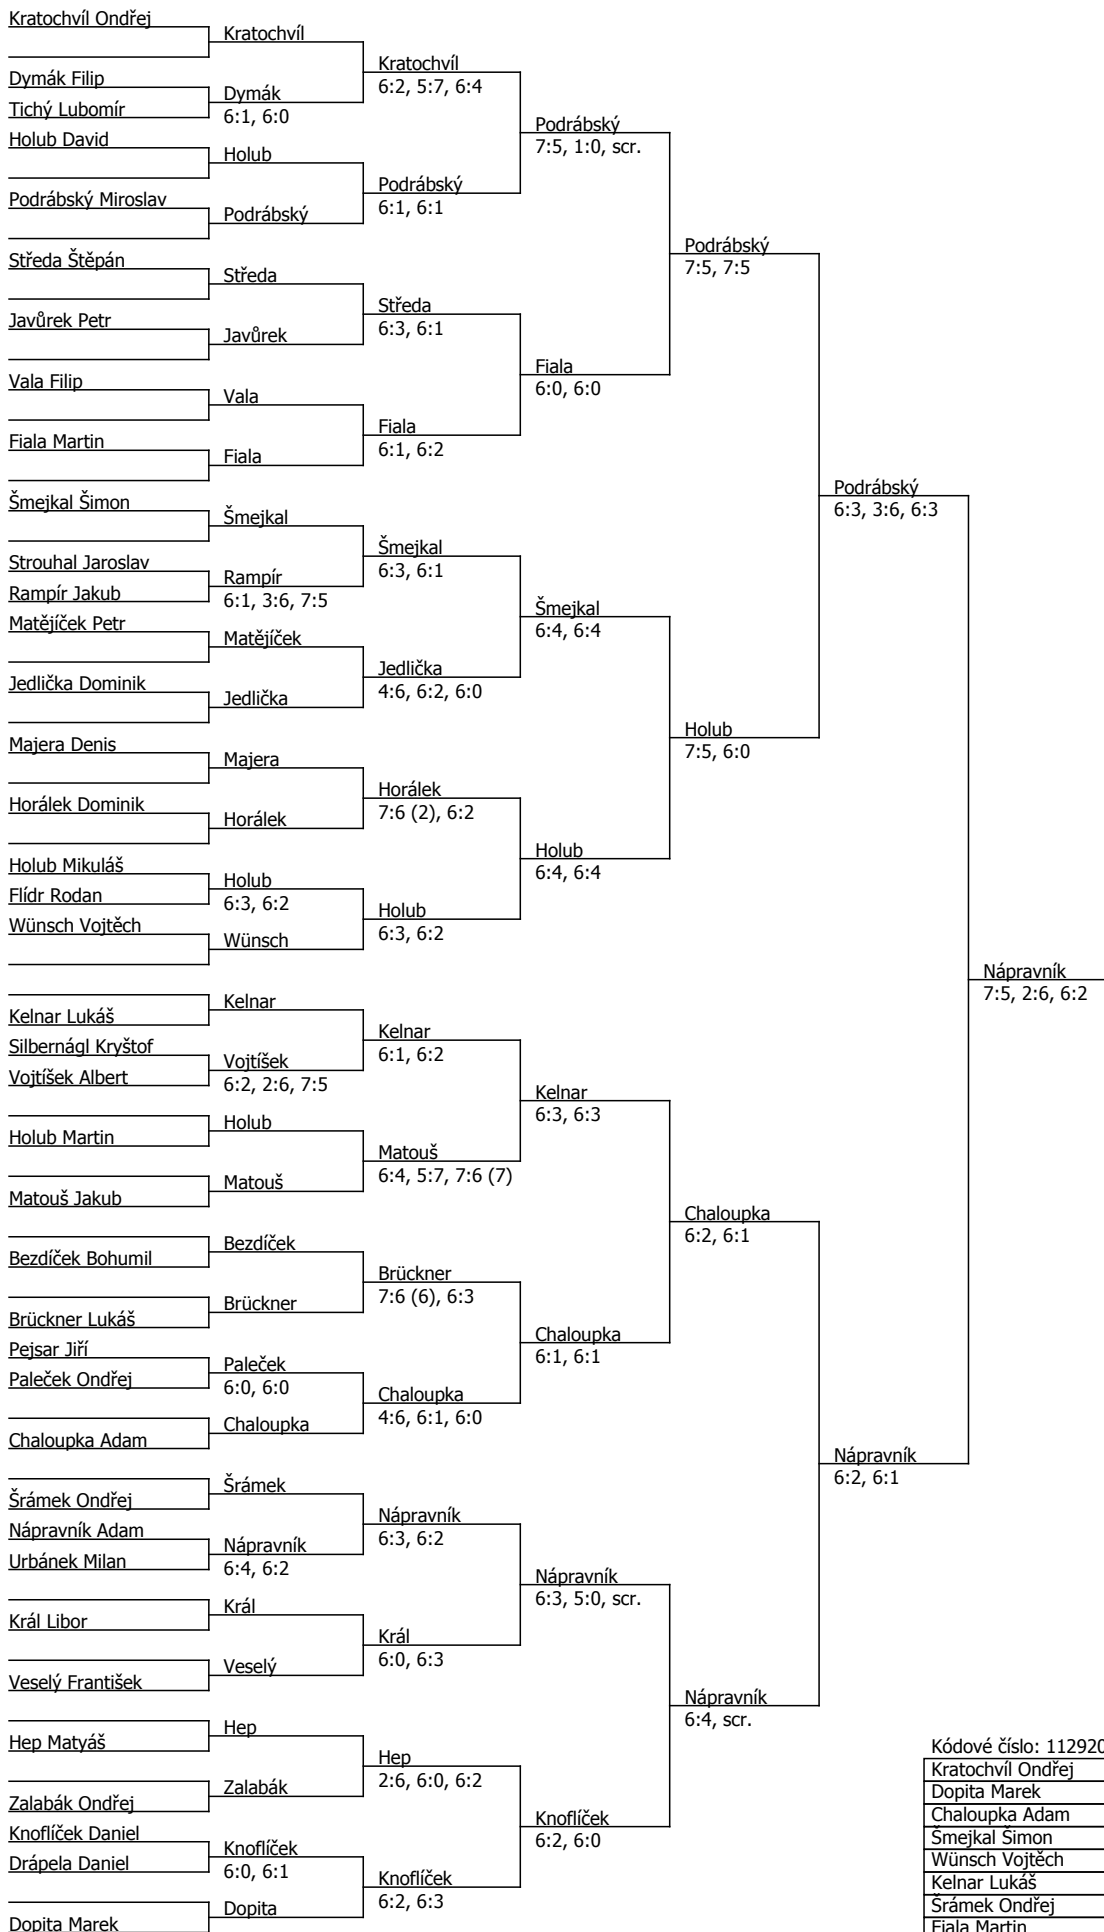 Kratochvíl Ondřej
Kratochvíl
Kratochvíl
6:2, 5:7, 6:4
Dymák Filip
Dymák
6:1, 6:0
Tichý Lubomír
Podrábský
7:5, 1:0, scr.
Holub David
Holub
Podrábský
6:1, 6:1
Podrábský Miroslav
Podrábský
Podrábský
7:5, 7:5
Středa Štěpán
Středa
Středa
6:3, 6:1
Javůrek Petr
Javůrek
Fiala
6:0, 6:0
Vala Filip
Vala
Fiala
6:1, 6:2
Fiala Martin
Fiala
Podrábský
6:3, 3:6, 6:3
Šmejkal Šimon
Šmejkal
Šmejkal
6:3, 6:1
Strouhal Jaroslav
Rampír
6:1, 3:6, 7:5
Rampír Jakub
Šmejkal
6:4, 6:4
Matějíček Petr
Matějíček
Jedlička
4:6, 6:2, 6:0
Jedlička Dominik
Jedlička
Holub
7:5, 6:0
Majera Denis
Majera
Horálek
7:6 (2), 6:2
Horálek Dominik
Horálek
Holub
6:4, 6:4
Holub Mikuláš
Holub
6:3, 6:2
Flídr Rodan
Holub
6:3, 6:2
Wünsch Vojtěch
Wünsch
Nápravník
7:5, 2:6, 6:2
Kelnar
Kelnar Lukáš
Kelnar
6:1, 6:2
Silbernágl Kryštof
Vojtíšek
6:2, 2:6, 7:5
Vojtíšek Albert
Kelnar
6:3, 6:3
Holub
Holub Martin
Matouš
6:4, 5:7, 7:6 (7)
Matouš
Matouš Jakub
Chaloupka
6:2, 6:1
Bezdíček
Bezdíček Bohumil
Brückner
7:6 (6), 6:3
Brückner
Brückner Lukáš
Chaloupka
6:1, 6:1
Pejsar Jiří
Paleček
6:0, 6:0
Paleček Ondřej
Chaloupka
4:6, 6:1, 6:0
Chaloupka
Chaloupka Adam
Nápravník
6:2, 6:1
Šrámek
Šrámek Ondřej
Nápravník
6:3, 6:2
Nápravník Adam
Nápravník
6:4, 6:2
Urbánek Milan
Nápravník
6:3, 5:0, scr.
Král
Král Libor
Král
6:0, 6:3
Veselý
Veselý František
Nápravník
6:4, scr.
Hep
Hep Matyáš
Hep
2:6, 6:0, 6:2
Zalabák
Zalabák Ondřej
Knoflíček
6:2, 6:0
Knoflíček Daniel
Knoflíček
6:0, 6:1
Drápela Daniel
Knoflíček
6:2, 6:3
Dopita
Dopita Marek
Kódové číslo: 112920
Kratochvíl Ondřej
Dopita Marek
Chaloupka Adam
Šmejkal Šimon
Wünsch Vojtěch
Kelnar Lukáš
Šrámek Ondřej
Fiala Martin